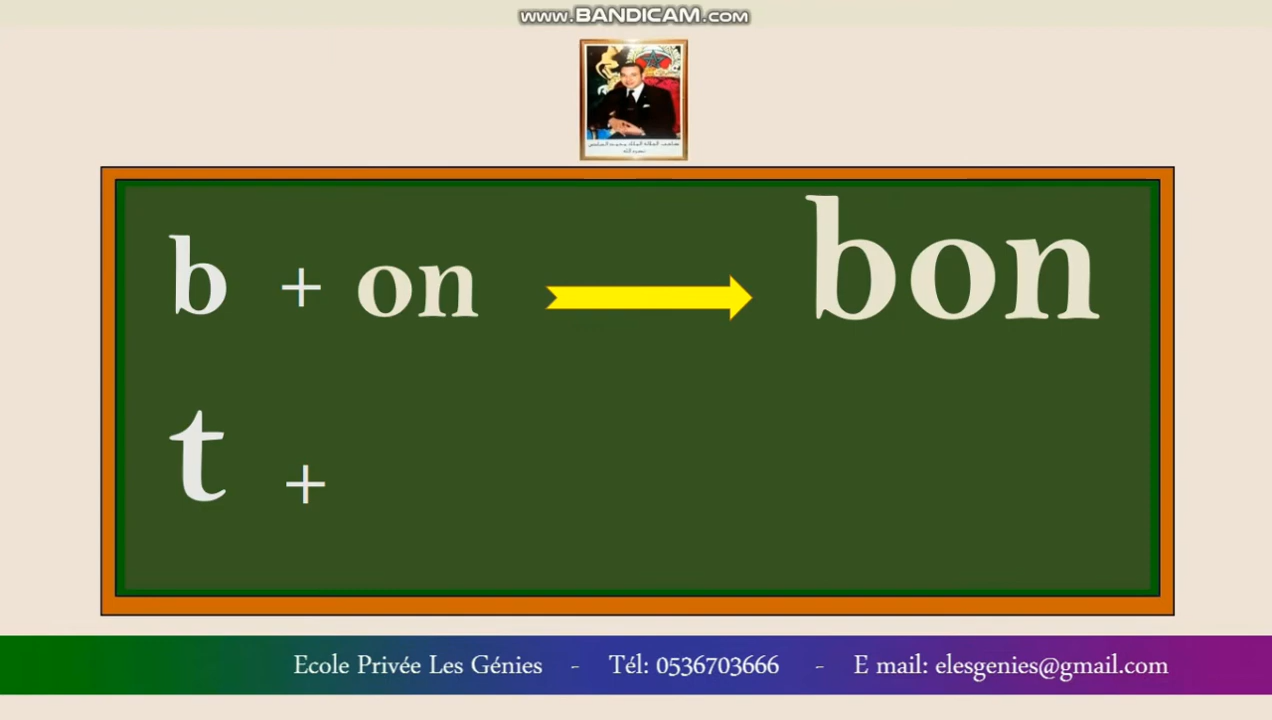 www.BANDICAM.com
b + on bon
t +
Ecole Privée Les Génies - Tél: 0536703666 - E mail: elesgenies@gmail.com